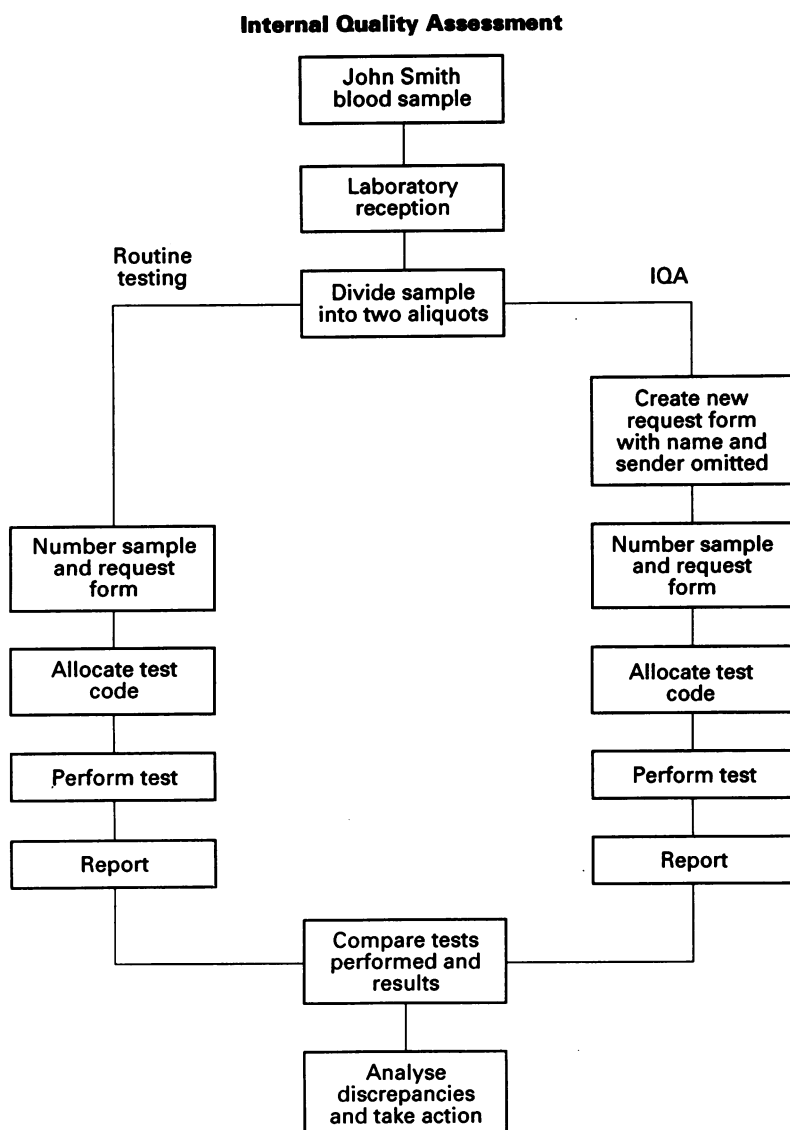 Internal Quality Assessment
John Smith
blood sample
Laboratory
reception
Routine
testing
IQA
Divide sample
into two aliquots
Create new
request form
with name and
sender omitted
Number sample
and request
form
Number sample
and request
form
Allocate test
code
Allocate test
code
Perform test
Perform test
Report
Report
Compare tests
performed and
results
Analyse
discrepancies
and take action